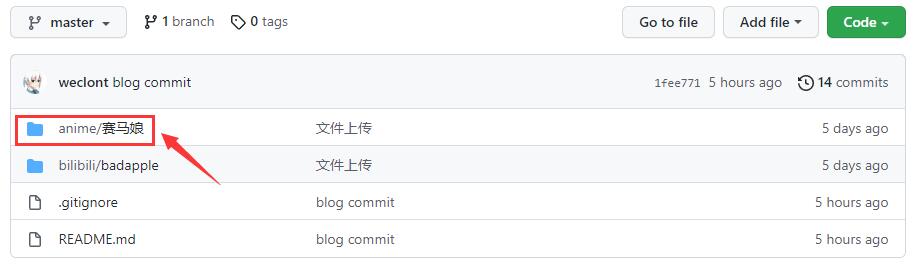 master 1 branch 0 tags Go to file Add file Code
weclont blog commit 1fee771 5 hours ago 14 commits
anime/赛马娘 文件上传 5 days ago
bilibili/badapple 文件上传 5 days ago
.gitignore blog commit 5 hours ago
README.md blog commit 5 hours ago